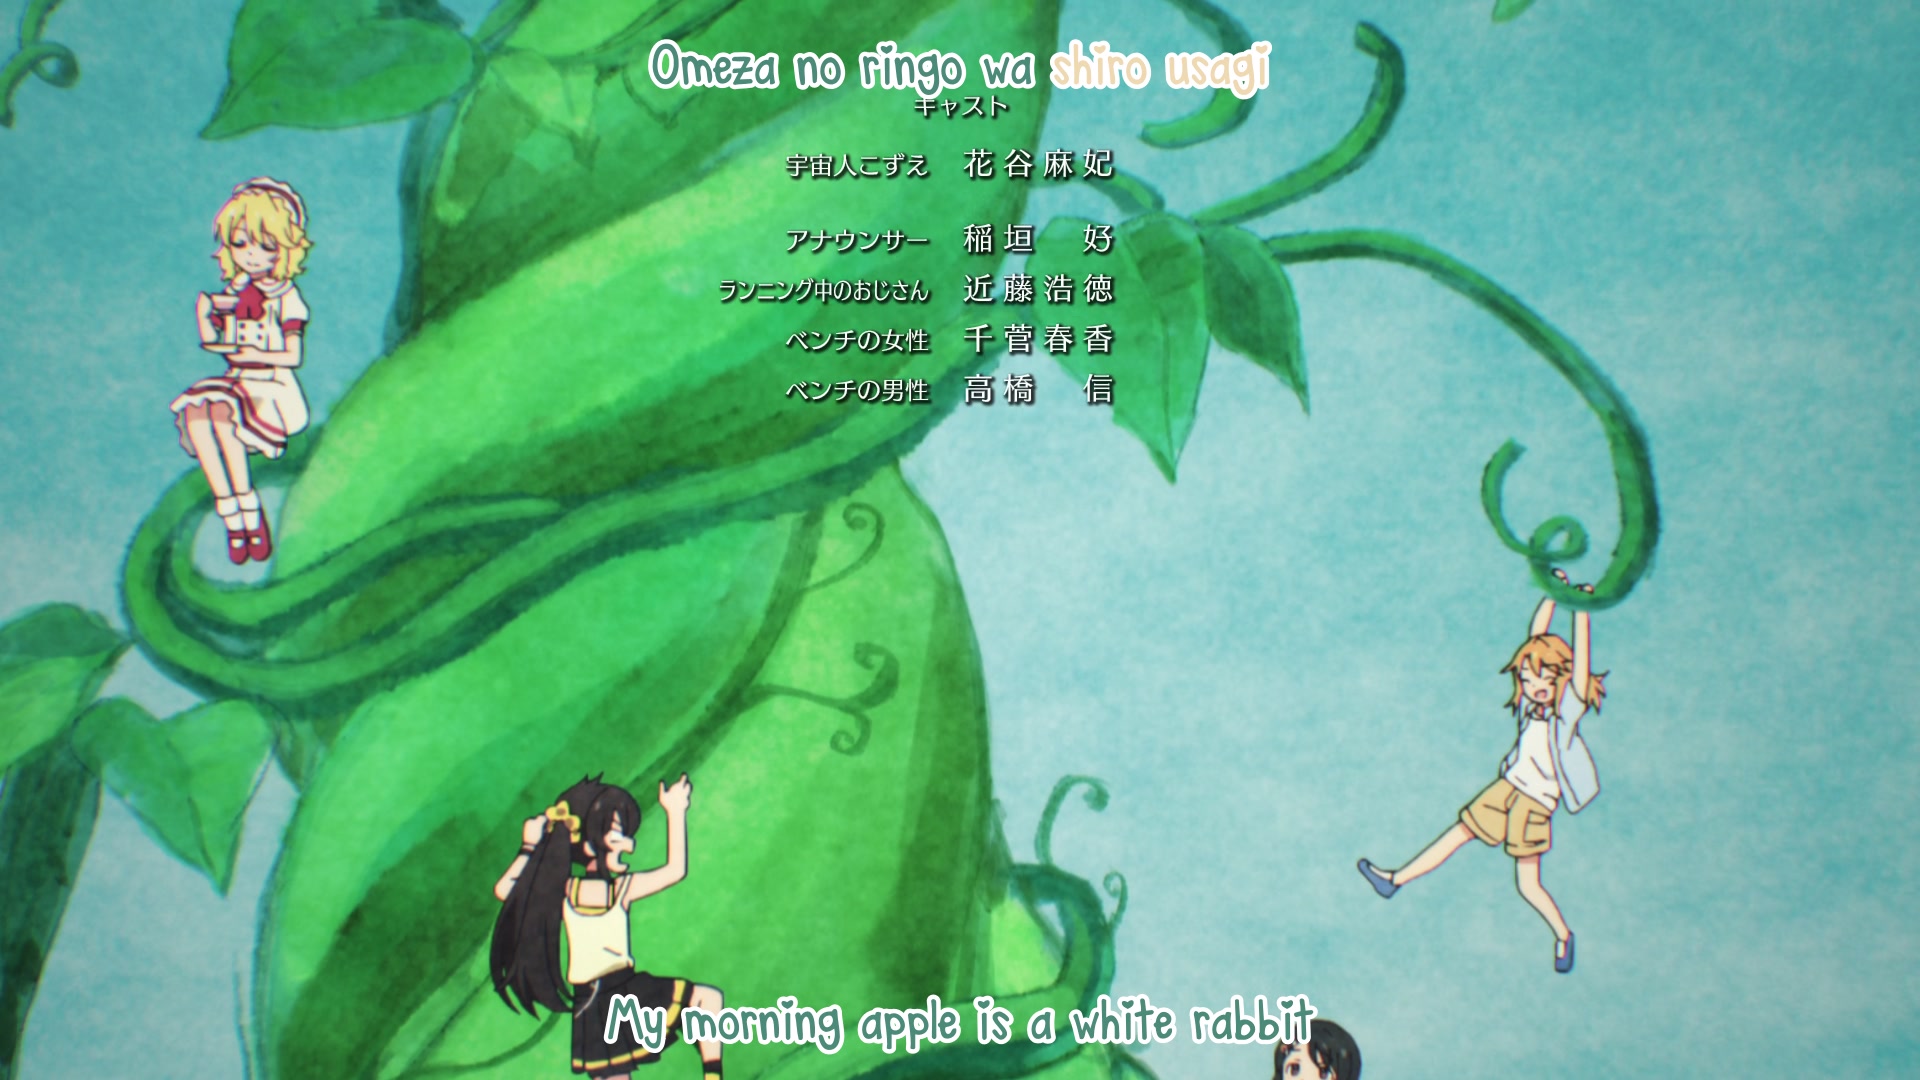 Omeza no ringo wa shiro usagi
キャスト
宇宙人こずえ 花谷麻妃
アナウンサー 稲垣 好
ランニング中のおじさん 近藤浩徳
ベンチの女性 千菅春香
ベンチの男性 高橋 信
My morning apple is a white rabbit